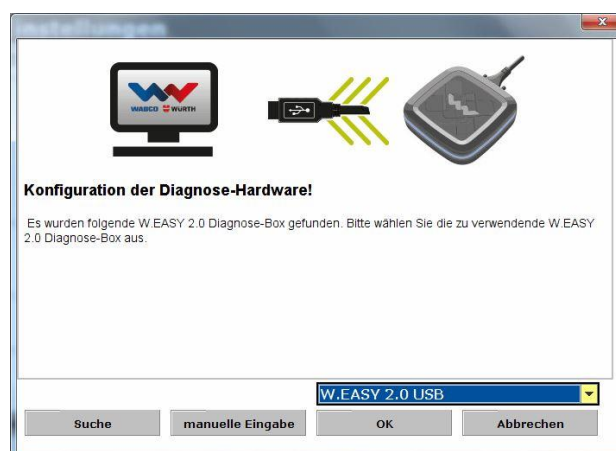 instellungen
WABCO WÜRTH
Konfiguration der Diagnose-Hardware!
Es wurden folgende W.EASY 2.0 Diagnose-Box gefunden. Bitte wählen Sie die zu verwendende W.EASY
2.0 Diagnose-Box aus.
W.EASY 2.0 USB
Suche
manuelle Eingabe
OK
Abbrechen